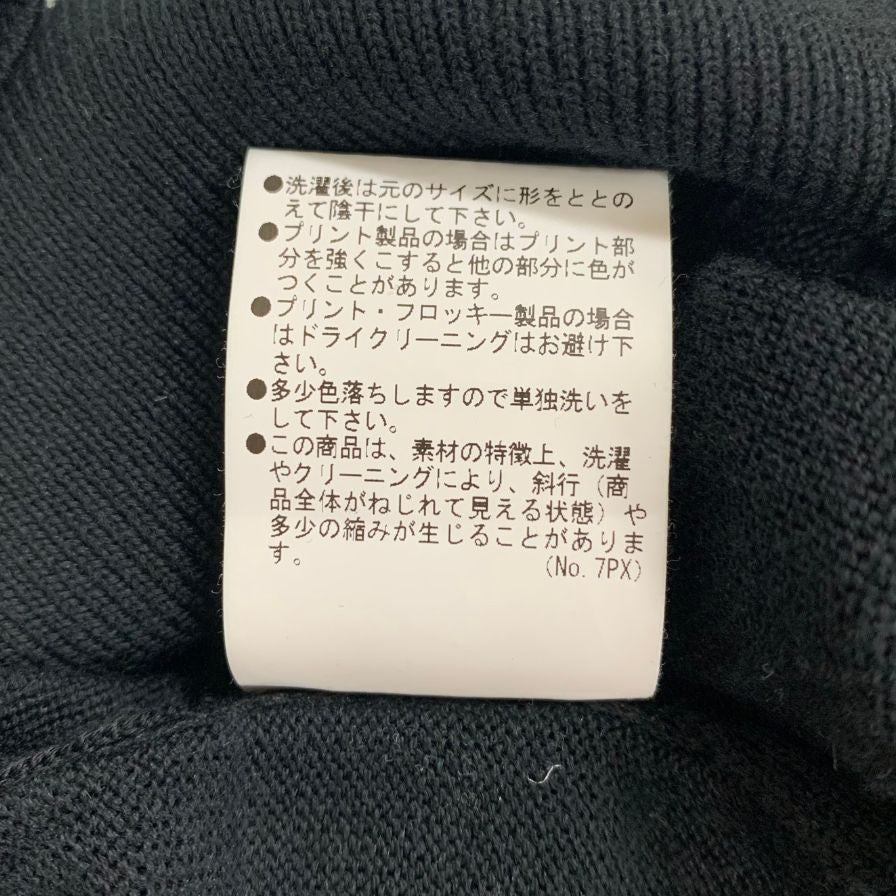 ●洗濯後は元のサイズに形をととの
えて陰干にして下さい。
●プリント製品の場合はプリント部
分を強くこすると他の部分に色が
つくことがあります。
●プリント・フロッキー製品の場合
はドライクリーニングはお避け下
さい。
●多少色落ちしますので単独洗いを
して下さい。
●この商品は、素材の特徴上、洗濯
やクリーニングにより、斜行（商
品全体がねじれて見える状態）や
多少の縮みが生じることがありま
す。
(No. 7PX)